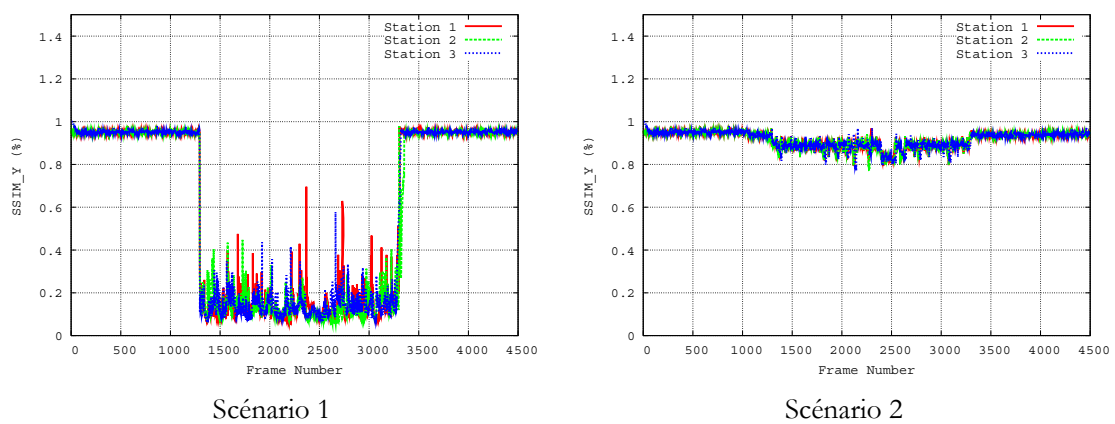 1.4
1.2
1
0.8
0.6
0.4
0.2
0
SSIM_Y (%)
Station 1
Station 2
Station 3
0 500 1000 1500 2000 2500 3000 3500 4000 4500
Frame Number
Scénario 1
1.4
1.2
1
0.8
0.6
0.4
0.2
0
SSIM_Y (%)
Station 1
Station 2
Station 3
0 500 1000 1500 2000 2500 3000 3500 4000 4500
Frame Number
Scénario 2